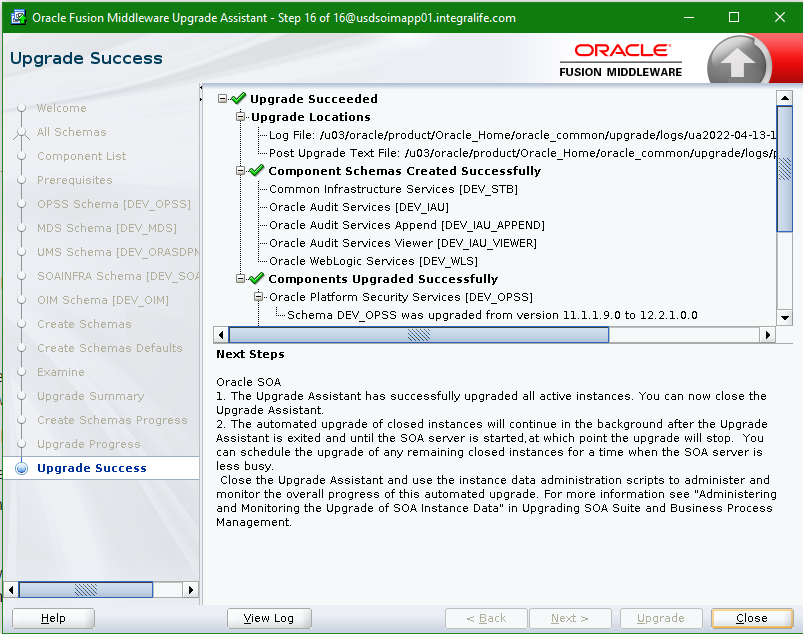 Oracle Fusion Middleware Upgrade Assistant - Step 16 of 16@usdsoimapp01.integralife.com
Upgrade Success
ORACLE
FUSION MIDDLEWARE
Welcome
All Schemas
Component List
Prerequisites
OPSS Schema [DEV_OPSS]
MDS Schema [DEV_MDS]
UMS Schema [DEV_ORASDPM
SOAINFRA Schema [DEV_SOA
OIM Schema [DEV_OIM]
Create Schemas
Create Schemas Defaults
Examine
Upgrade Summary
Create Schemas Progress
Upgrade Progress
Upgrade Success
Upgrade Succeeded
Upgrade Locations
Log File: /u03/oracle/product/Oracle_Home/oracle_common/upgrade/logs/ua2022-04-13-1
Post Upgrade Text File: /u03/oracle/product/Oracle_Home/oracle_common/upgrade/logs/p
Component Schemas Created Successfully
Common Infrastructure Services [DEV_STB]
Oracle Audit Services [DEV_IAU]
Oracle Audit Services Append [DEV_IAU_APPEND]
Oracle Audit Services Viewer [DEV_IAU_VIEWER]
Oracle WebLogic Services [DEV_WLS]
Components Upgraded Successfully
Oracle Platform Security Services [DEV_OPSS]
Schema DEV_OPSS was upgraded from version 11.1.1.9.0 to 12.2.1.0.0
Next Steps
Oracle SOA
1. The Upgrade Assistant has successfully upgraded all active instances. You can now close the
Upgrade Assistant.
2. The automated upgrade of closed instances will continue in the background after the Upgrade
Assistant is exited and until the SOA server is started,at which point the upgrade will stop.  You
can schedule the upgrade of any remaining closed instances for a time when the SOA server is
less busy.
Close the Upgrade Assistant and use the instance data administration scripts to administer and
monitor the overall progress of this automated upgrade. For more information see "Administering
and Monitoring the Upgrade of SOA Instance Data" in Upgrading SOA Suite and Business Process
Management.
Help
View Log
< Back
Next >
Upgrade
Close